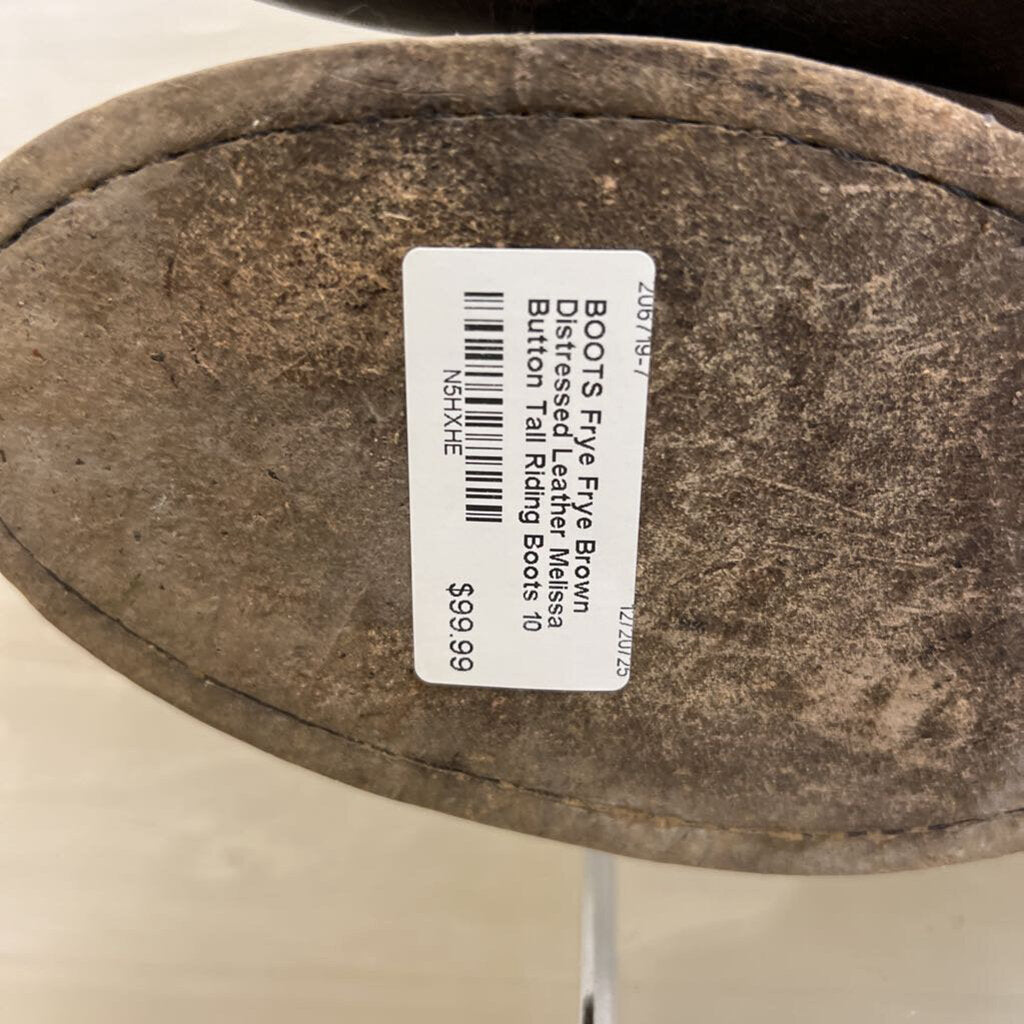 206719-7 12/20/25
BOOTS Frye Frye Brown
Distressed Leather Melissa
Button Tall Riding Boots 10
N5HXHE
$99.99